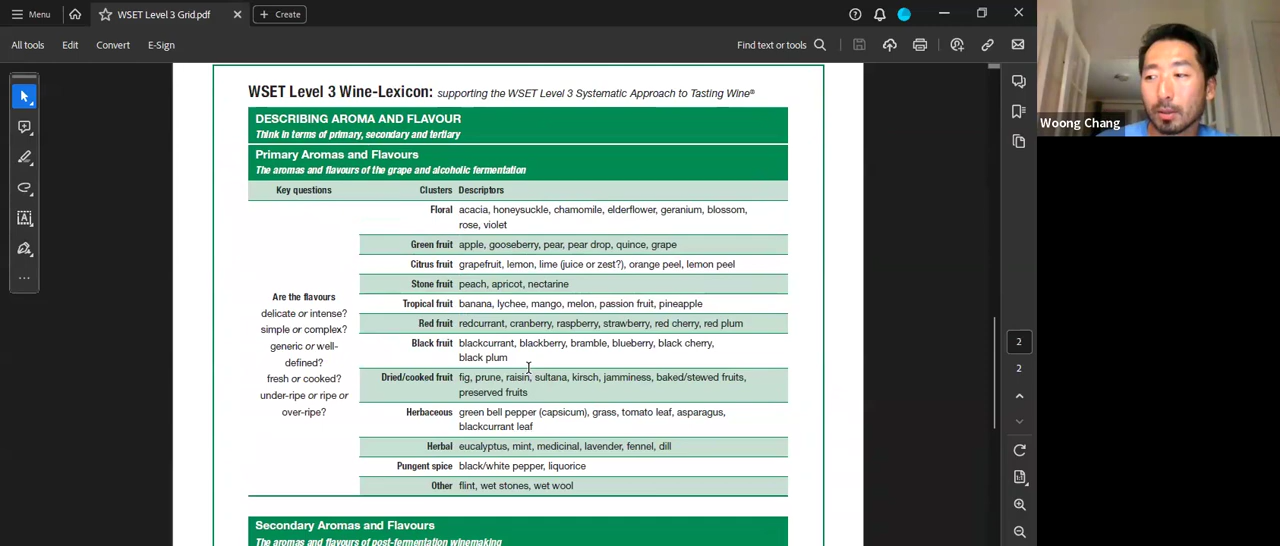 Menu
WSET Level 3 Grid.pdf
Create
All tools
Edit
Convert
E-Sign
Find text or tools
Woong Chang
WSET Level 3 Wine-Lexicon: supporting the WSET Level 3 Systematic Approach to Tasting Wine®
DESCRIBING AROMA AND FLAVOUR
Think in terms of primary, secondary and tertiary
Primary Aromas and Flavours
The aromas and flavours of the grape and alcoholic fermentation
Key questions Clusters Descriptors
Floral acacia, honeysuckle, chamomile, elderflower, geranium, blossom,
rose, violet
Green fruit apple, gooseberry, pear, pear drop, quince, grape
Citrus fruit grapefruit, lemon, lime (juice or zest?), orange peel, lemon peel
Stone fruit peach, apricot, nectarine
Are the flavours
delicate or intense?
simple or complex?
generic or well-
defined?
fresh or cooked?
under-ripe or ripe or
over-ripe?
Tropical fruit banana, lychee, mango, melon, passion fruit, pineapple
Red fruit redcurrant, cranberry, raspberry, strawberry, red cherry, red plum
Black fruit blackcurrant, blackberry, bramble, blueberry, black cherry,
black plum
Dried/cooked fruit fig, prune, raisin, sultana, kirsch, jamminess, baked/stewed fruits,
preserved fruits
Herbaceous green bell pepper (capsicum), grass, tomato leaf, asparagus,
blackcurrant leaf
Herbal eucalyptus, mint, medicinal, lavender, fennel, dill
Pungent spice black/white pepper, liquorice
Other flint, wet stones, wet wool
Secondary Aromas and Flavours
The aromas and flavours of post-fermentation winemaking
2
2